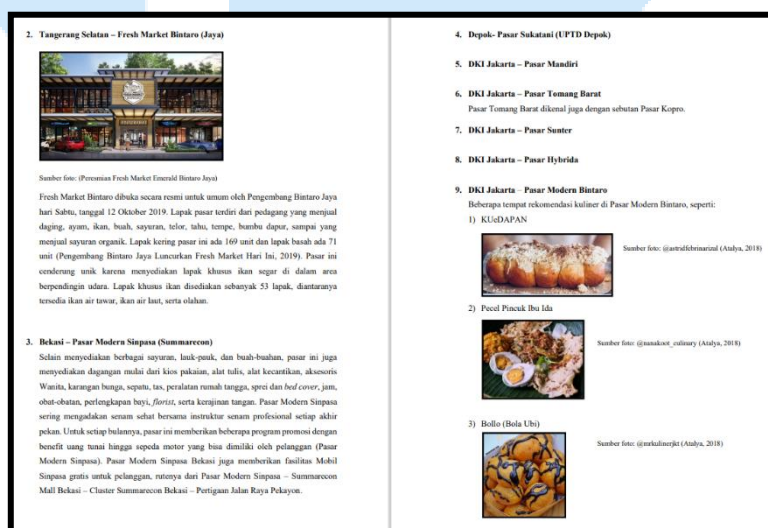 2. Tangerang Selatan – Fresh Market Bintaro (Jaya)
Sumber foto: (Peresmian Fresh Market Emerald Bintaro Jaya)
Fresh Market Bintaro dibuka secara resmi untuk umum oleh Pengembang Bintaro Jaya
hari Sabtu, tanggal 12 Oktober 2019. Lapak pasar terdiri dari pedagang yang menjual
daging, ayam, ikan, buah, sayuran, telor, tahu, tempe, bumbu dapur, sampai yang
menjual sayuran organik. Lapak kering pasar ini ada 169 unit dan lapak basah ada 71
unit (Pengembang Bintaro Jaya Luncurkan Fresh Market Hari Ini, 2019). Pasar ini
cenderung unik karena menyediakan lapak khusus ikan segar di dalam area
berpendingin udara. Lapak khusus ikan disediakan sebanyak 53 lapak, diantaranya
tersedia ikan air tawar, ikan air laut, serta olahan.
3. Bekasi – Pasar Modern Sinpasa (Summarecon)
Selain menyediakan berbagai sayuran, lauk-pauk, dan buah-buahan, pasar ini juga
menyediakan dagangan mulai dari kios pakaian, alat tulis, alat kecantikan, aksesoris
Wanita, karangan bunga, sepatu, tas, peralatan rumah tangga, sprei dan bed cover, jam,
obat-obatan, perlengkapan bayi, florist, serta kerajinan tangan. Pasar Modern Sinpasa
sering mengadakan senam sehat bersama instruktur senam profesional setiap akhir
pekan. Untuk setiap bulannya, pasar ini memberikan beberapa program promosi dengan
benefit uang tunai hingga sepeda motor yang bisa dimiliki oleh pelanggan (Pasar
Modern Sinpasa). Pasar Modern Sinpasa Bekasi juga memberikan fasilitas Mobil
Sinpasa gratis untuk pelanggan, rutenya dari Pasar Modern Sinpasa – Summarecon
Mall Bekasi – Cluster Summarecon Bekasi – Pertigaan Jalan Raya Pekayon.
4. Depok- Pasar Sukatani (UPTD Depok)
5. DKI Jakarta – Pasar Mandiri
6. DKI Jakarta – Pasar Tomang Barat
Pasar Tomang Barat dikenal juga dengan sebutan Pasar Kopro.
7. DKI Jakarta – Pasar Sunter
8. DKI Jakarta – Pasar Hybrida
9. DKI Jakarta – Pasar Modern Bintaro
Beberapa tempat rekomendasi kuliner di Pasar Modern Bintaro, seperti:
1) KUeDAPAN
Sumber foto: @astridfebrinarizal (Atalya, 2018)
2) Pecel Pincuk Ibu Ida
Sumber foto: @nanakoot_culinary (Atalya, 2018)
3) Bollo (Bola Ubi)
Sumber foto: @mrkulinerjkt (Atalya, 2018)